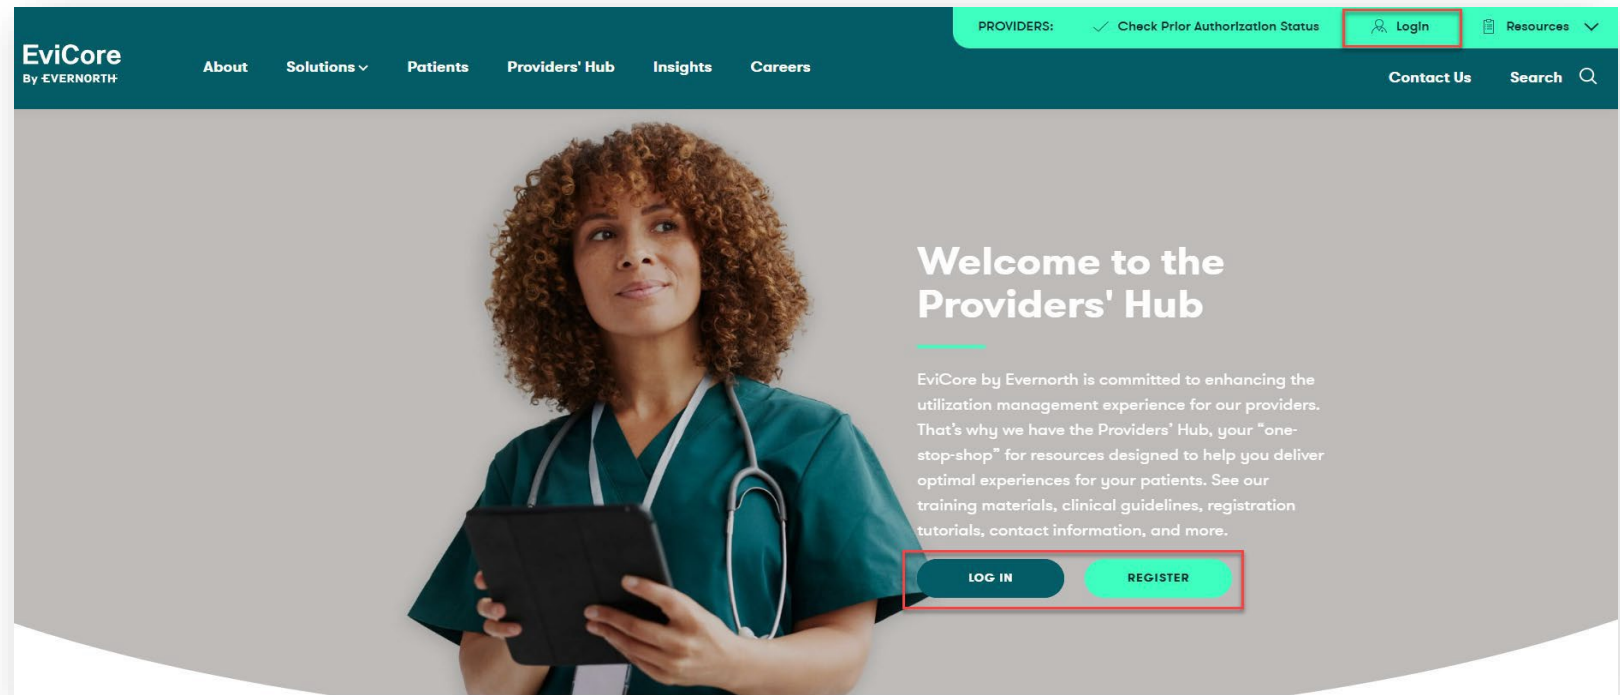 PROVIDERS: Check Prior Authorization Status Login Resources
EviCore
By EVERNORTH
About Solutions Patients Providers' Hub Insights Careers
Contact Us Search
Welcome to the
Providers' Hub
EviCore by Evernorth is committed to enhancing the
utilization management experience for our providers.
That's why we have the Providers' Hub, your “one-
stop-shop” for resources designed to help you deliver
optimal experiences for your patients. See our
training materials, clinical guidelines, registration
tutorials, contact information, and more.
LOG IN REGISTER